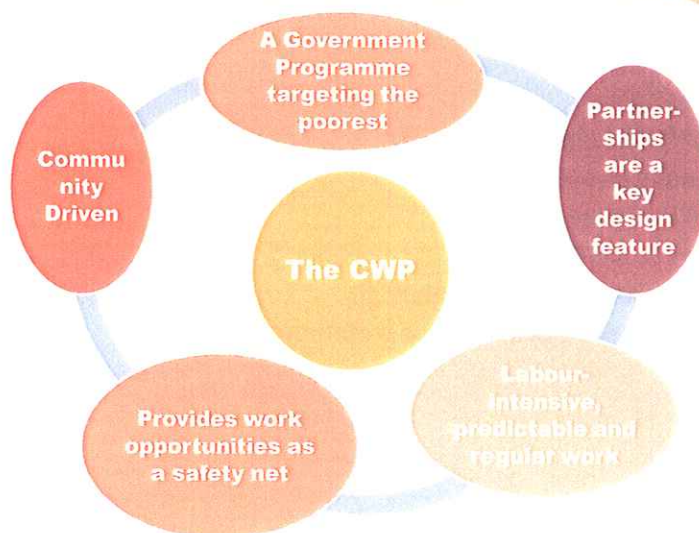 A Government
Programme
targeting the
poorest
Partner-
ships
are a
key
design
feature
Labour-
intensive,
predictable and
regular work
Provides work
opportunities as
a safety net
Commu
nity
Driven
The CWP